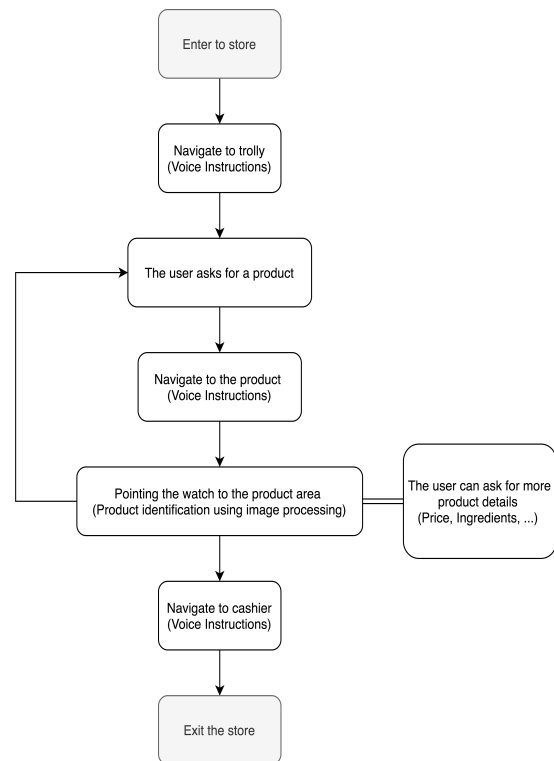 Enter to store
Navigate to trolly
(Voice Instructions)
The user asks for a product
Navigate to the product
(Voice Instructions)
Pointing the watch to the product area
(Product identification using image processing)
The user can ask for more
product details
(Price, Ingredients, ...)
Navigate to cashier
(Voice Instructions)
Exit the store